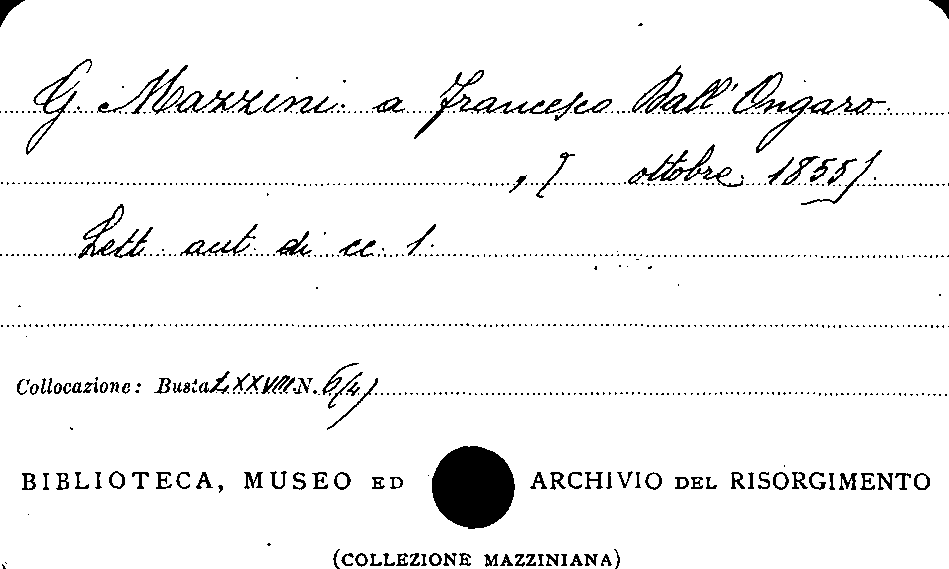 G. Mazzini a Francesco Dall'Ongaro
, [ ottobre 1855].
Lett. aut. di cc. 1.
Collocazione: Busta LXXVIII N. 6(4)
BIBLIOTECA, MUSEO ED ARCHIVIO DEL RISORGIMENTO
(COLLEZIONE MAZZINIANA)